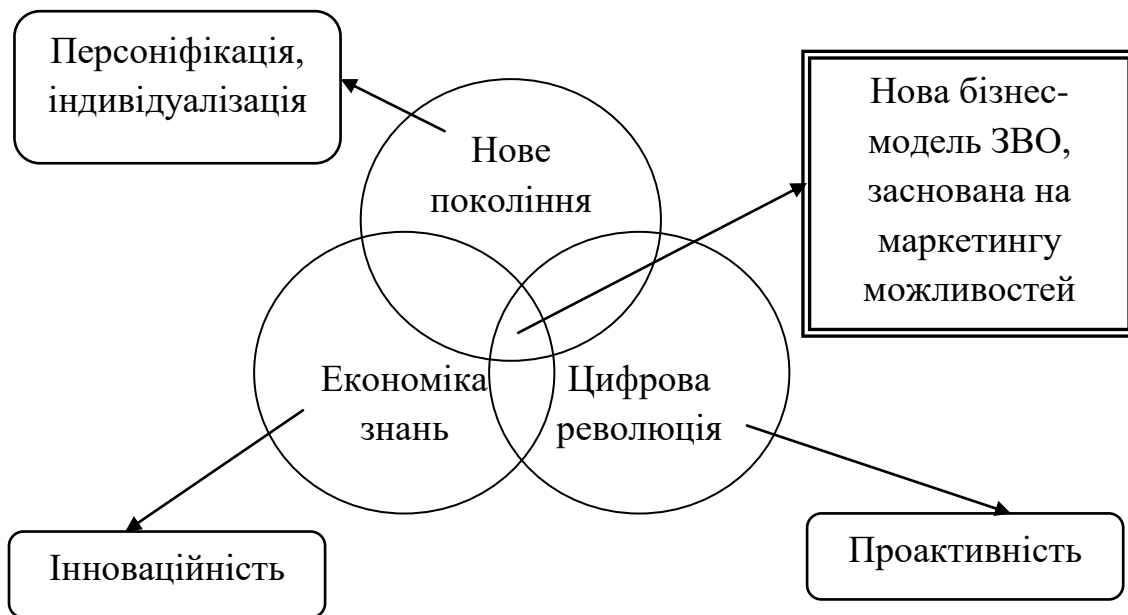 Персоніфікація,
індивідуалізація
Нова бізнес-
модель ЗВО,
заснована на
маркетингу
можливостей
Нове
покоління
Економіка
знань
Цифрова
революція
Інноваційність
Проактивність